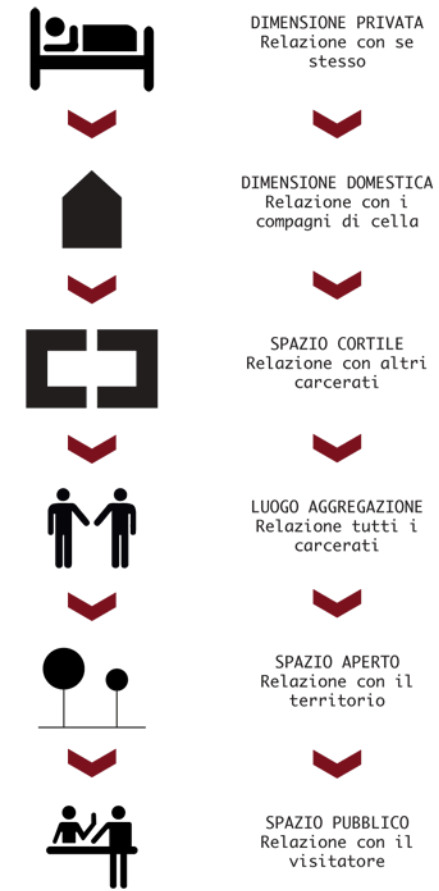 DIMENSIONE PRIVATA
Relazione con se
stesso
DIMENSIONE DOMESTICA
Relazione con i
compagni di cella
SPAZIO CORTILE
Relazione con altri
carcerati
LUOGO AGGREGAZIONE
Relazione tutti i
carcerati
SPAZIO APERTO
Relazione con il
territorio
SPAZIO PUBBLICO
Relazione con il
visitatore